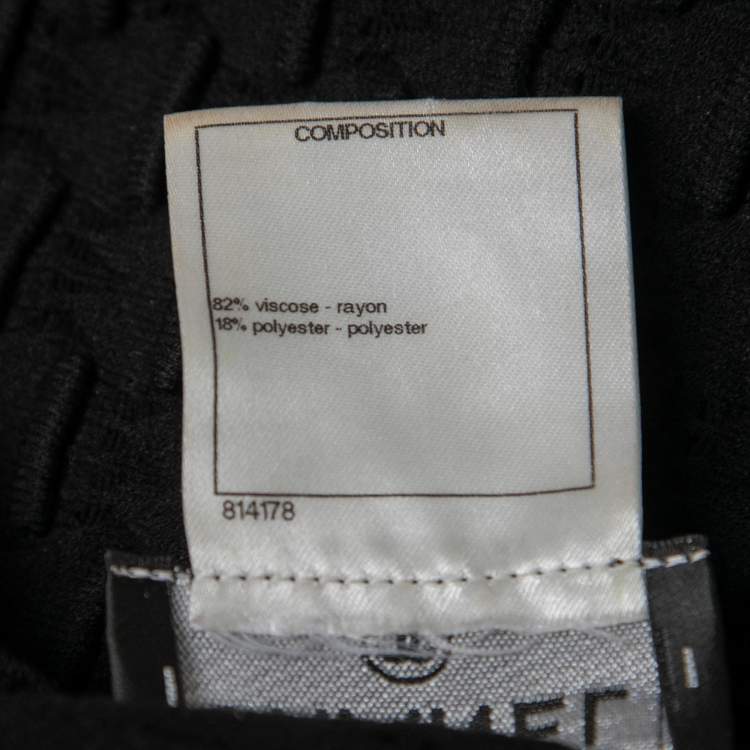 COMPOSITION
82% viscose - rayon
18% polyester - polyester
814178